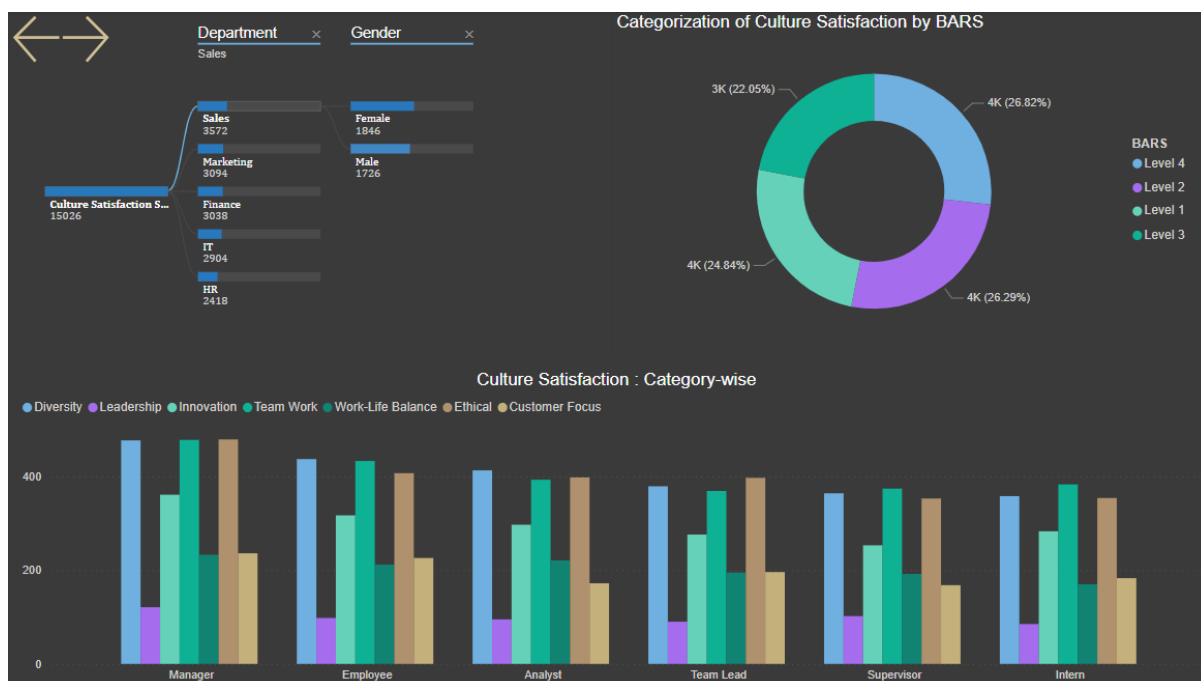 Department ×
Gender ×
Sales
Sales
3572
Marketing
3094
Finance
3038
IT
2904
HR
2418
Culture Satisfaction S...
15026
Female
1846
Male
1726
Categorization of Culture Satisfaction by BARS
3K (22.05%)
4K (26.82%)
4K (24.84%)
4K (26.29%)
BARS
Level 4
Level 2
Level 1
Level 3
Culture Satisfaction : Category-wise
Diversity Leadership Innovation Team Work Work-Life Balance Ethical Customer Focus
400
200
0
Manager Employee Analyst Team Lead Supervisor Intern